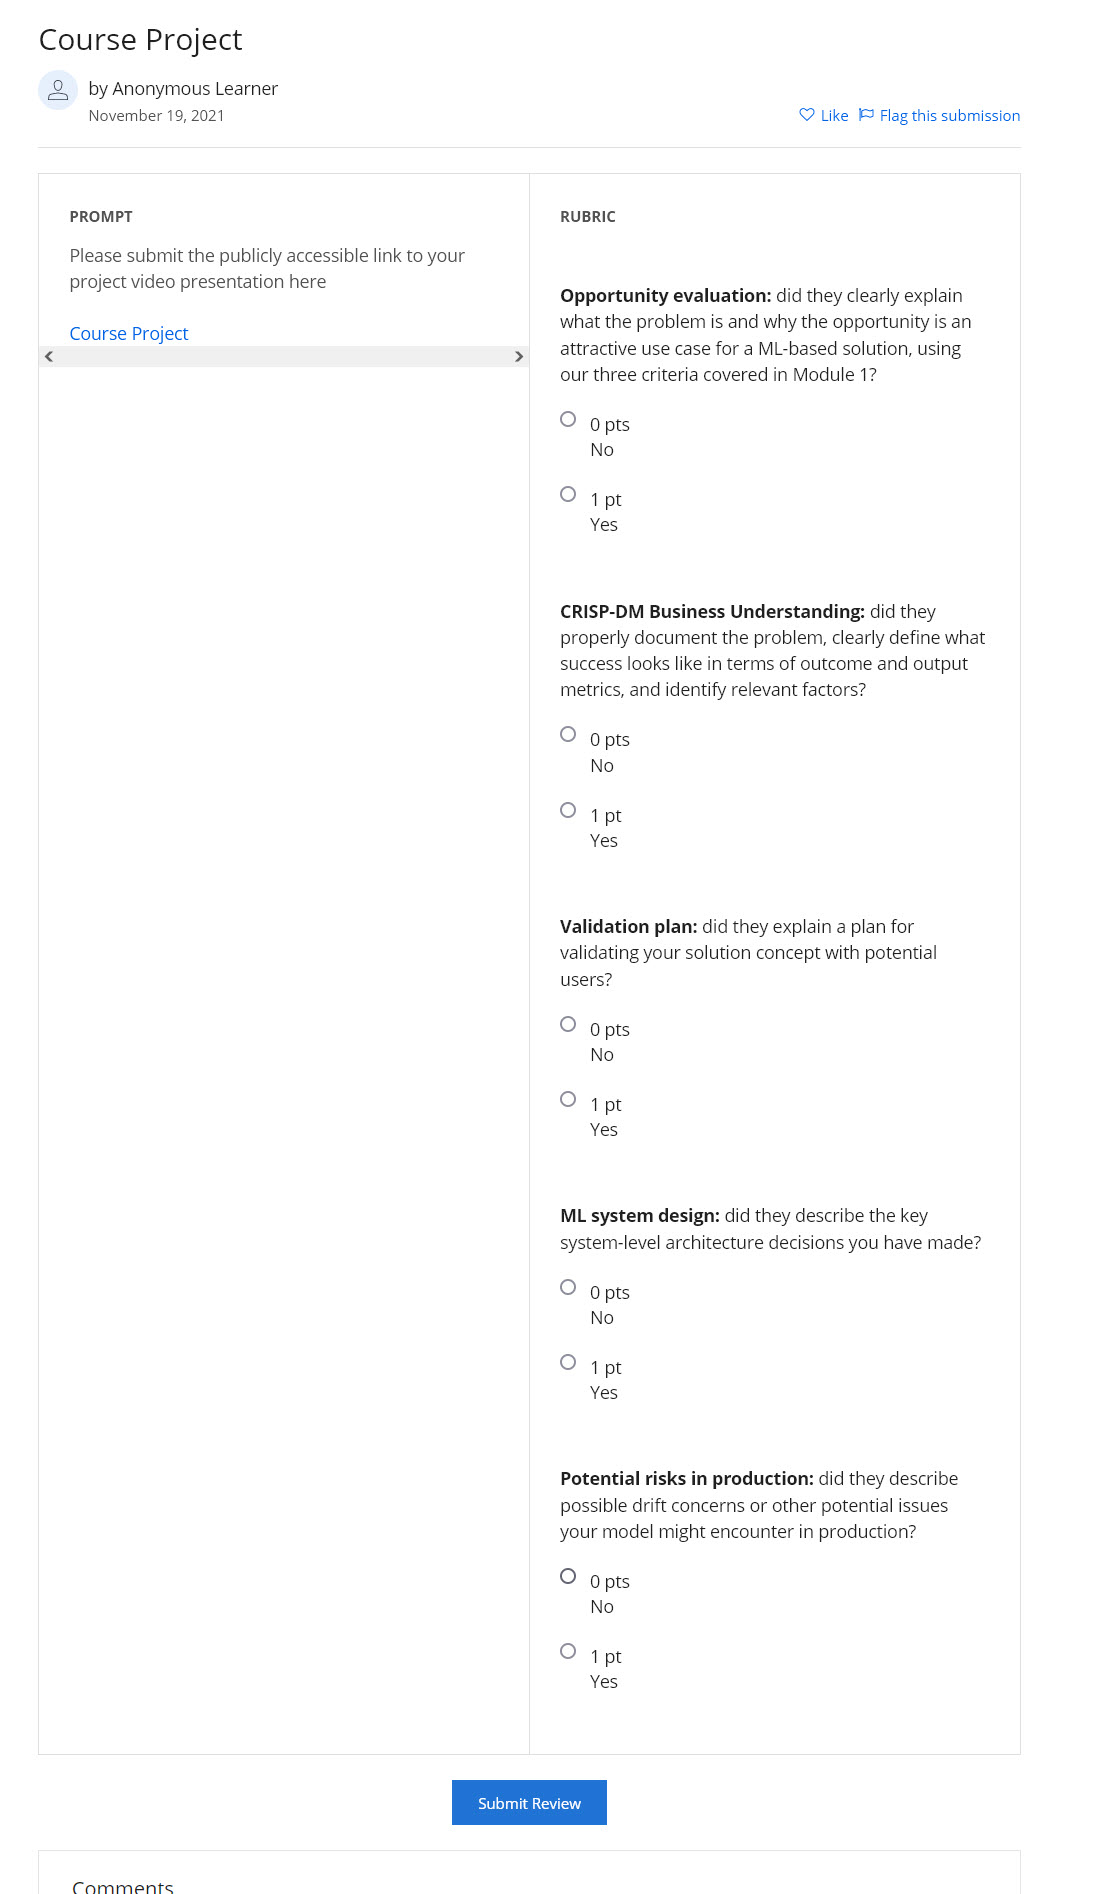 Course Project
by Anonymous Learner
November 19, 2021
Like
Flag this submission
PROMPT
Please submit the publicly accessible link to your
project video presentation here
Course Project
RUBRIC
Opportunity evaluation: did they clearly explain
what the problem is and why the opportunity is an
attractive use case for a ML-based solution, using
our three criteria covered in Module 1?
0 pts
No
1 pt
Yes
CRISP-DM Business Understanding: did they
properly document the problem, clearly define what
success looks like in terms of outcome and output
metrics, and identify relevant factors?
0 pts
No
1 pt
Yes
Validation plan: did they explain a plan for
validating your solution concept with potential
users?
0 pts
No
1 pt
Yes
ML system design: did they describe the key
system-level architecture decisions you have made?
0 pts
No
1 pt
Yes
Potential risks in production: did they describe
possible drift concerns or other potential issues
your model might encounter in production?
0 pts
No
1 pt
Yes
Submit Review
Comments